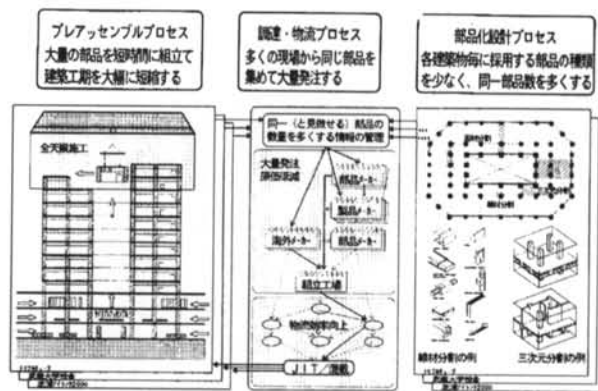 プレアッセンブルプロセス
大量の部品を短時間に組立て
建築工期を大幅に短縮する
調達・物流プロセス
多くの現場から同じ部品を
集めて大量発注する
部品化設計プロセス
各建築物毎に採用する部品の種類
を少なく、同一部品数を多くする
全天候施工
同一(と見做せる)部品の
数量を多くする情報の管理
大量発注
原価低減
部品メーカー
製品メーカー
海外メーカー
部品メーカー
組立工場
物流効率向上
JIT/混載
線材分割の例
三次元分割の例